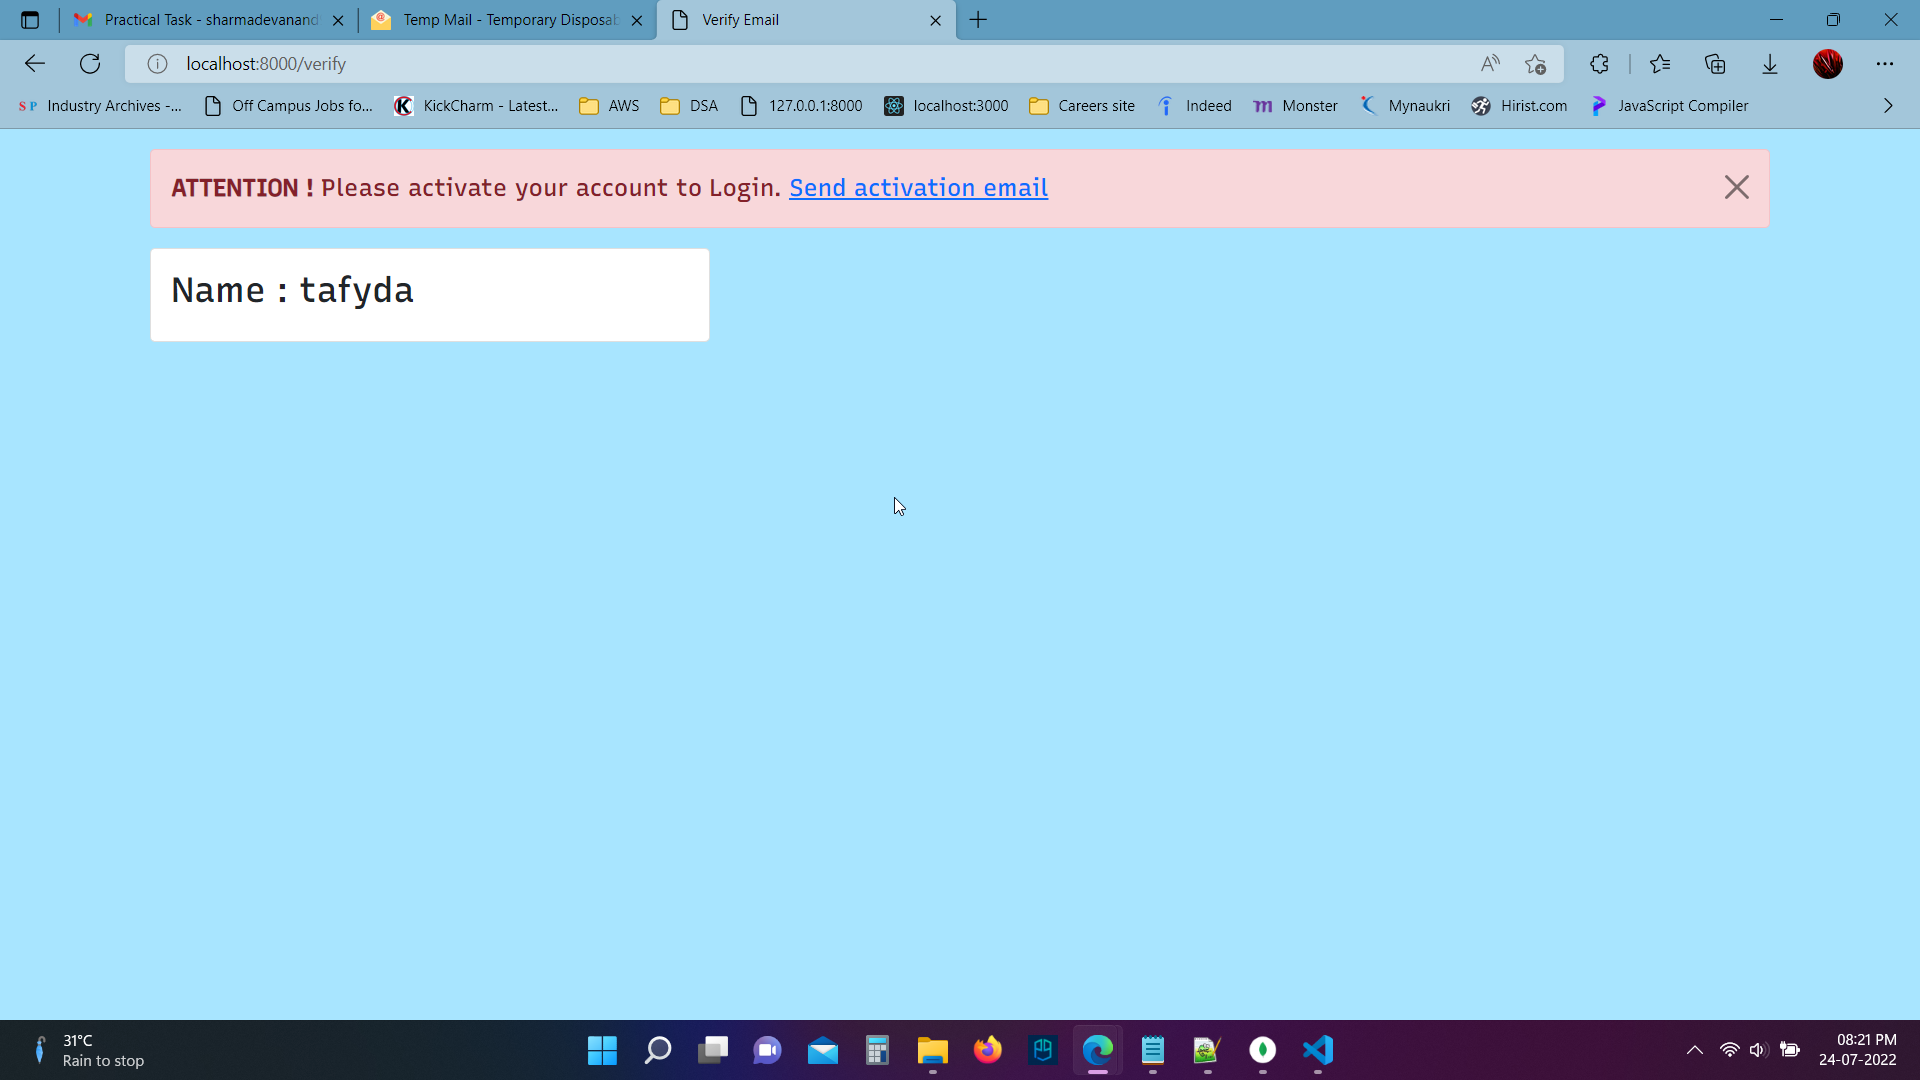 Practical Task - sharmadevanand
Temp Mail - Temporary Disposab
Verify Email
localhost:8000/verify
SP Industry Archives -...
Off Campus Jobs fo...
KickCharm - Latest...
AWS
DSA
127.0.0.1:8000
localhost:3000
Careers site
Indeed
Monster
Mynaukri
Hirist.com
JavaScript Compiler
ATTENTION ! Please activate your account to Login. Send activation email
Name : tafyda
31°C
Rain to stop
08:21 PM
24-07-2022